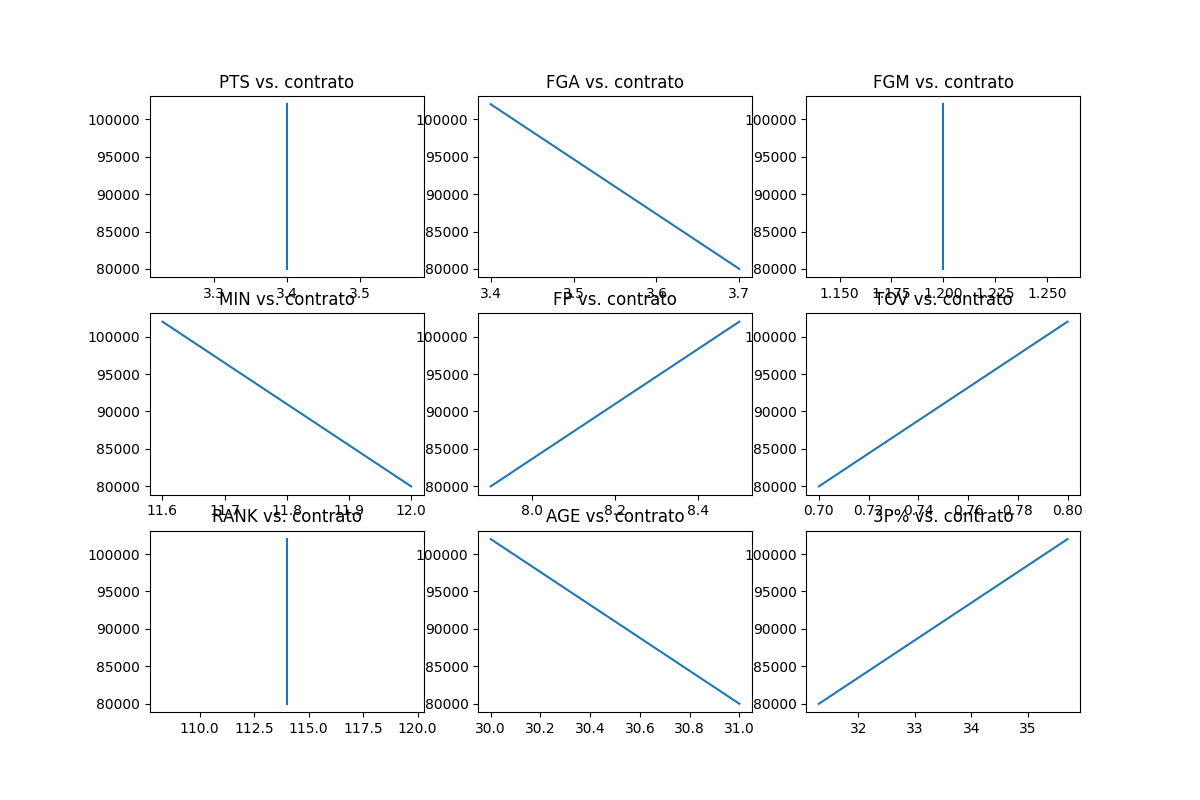 PTS vs. contrato
FGA vs. contrato
FGM vs. contrato
100000
95000
90000
85000
80000
100000
95000
90000
85000
80000
100000
95000
90000
85000
80000
3.3 3.4 3.5
3.4 3.5 3.6 3.7
1.150 1.175 1.200 1.225 1.250
MIN vs. contrato
FP vs. contrato
TOV vs. contrato
100000
95000
90000
85000
80000
100000
95000
90000
85000
80000
100000
95000
90000
85000
80000
11.6 11.7 11.8 11.9 12.0
8.0 8.2 8.4
0.70 0.72 0.74 0.76 0.78 0.80
RANK vs. contrato
AGE vs. contrato
3P% vs. contrato
100000
95000
90000
85000
80000
100000
95000
90000
85000
80000
100000
95000
90000
85000
80000
110.0 112.5 115.0 117.5 120.0
30.0 30.2 30.4 30.6 30.8 31.0
32 33 34 35